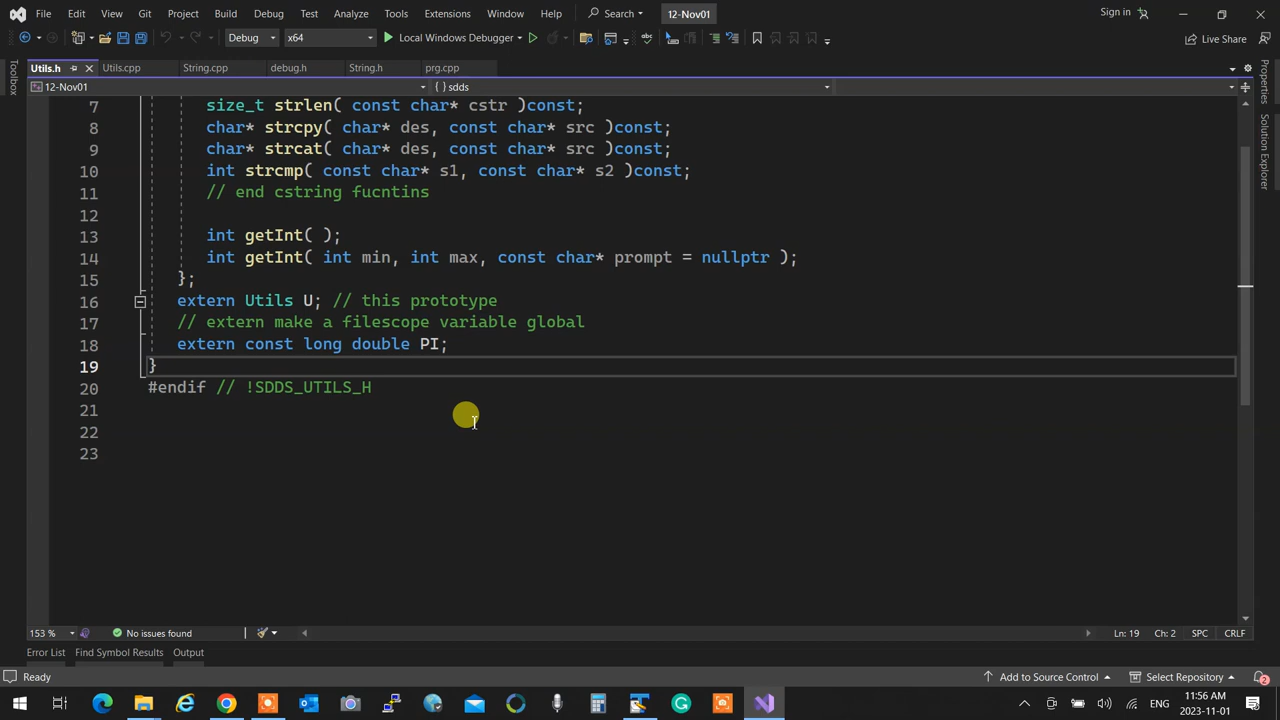 File Edit View Git Project Build Debug Test Analyze Tools Extensions Window Help Search 12-Nov01 Sign in
Debug x64 Local Windows Debugger Live Share
Utils.h Utils.cpp String.cpp debug.h String.h prg.cpp
12-Nov01 {} sdds
7 size_t strlen( const char* cstr )const;
8 char* strcpy( char* des, const char* src )const;
9 char* strcat( char* des, const char* src )const;
10 int strcmp( const char* s1, const char* s2 )const;
11 // end cstring fucntins
12
13 int getInt( );
14 int getInt( int min, int max, const char* prompt = nullptr );
15 };
16 extern Utils U; // this prototype
17 // extern make a filescope variable global
18 extern const long double PI;
19 }
20 #endif // !SDDS_UTILS_H
21
22
23
Toolbox
Properties
Solution Explorer
153 % No issues found Ln: 19 Ch: 2 SPC CRLF
Error List Find Symbol Results Output
Ready Add to Source Control Select Repository 2
11:56 AM
ENG
2023-11-01 2